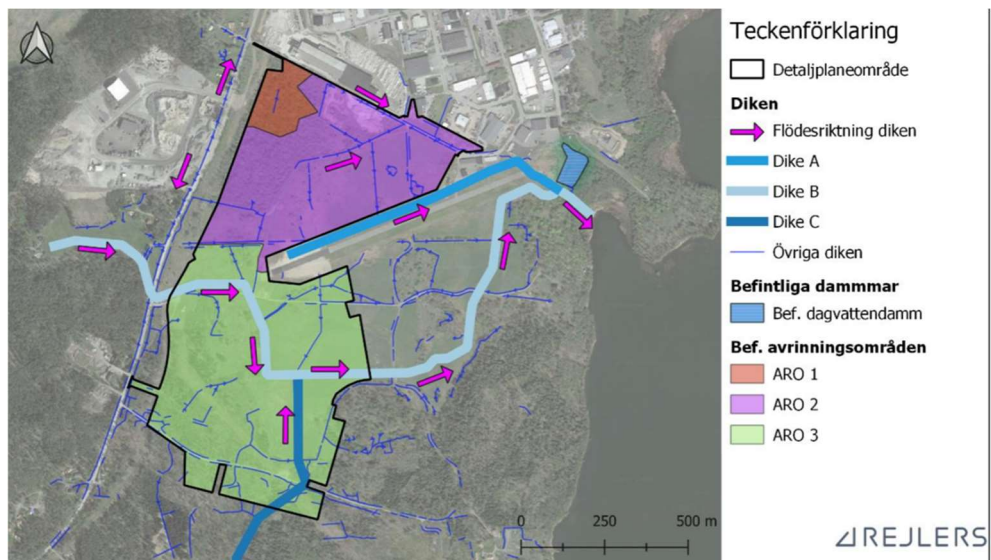 Teckenförklaring
Detaljplaneområde
Diken
Flödesriktning diken
Dike A
Dike B
Dike C
Övriga diken
Befintliga dammmar
Bef. dagvattendamm
Bef. avrinningsområden
ARO 1
ARO 2
ARO 3
0 250 500 m
REJLERS